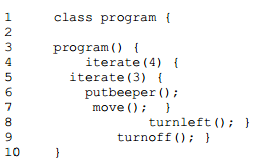 1 class program {
2
3 program() {
4 iterate(4) {
5 iterate(3) {
6 putbeeper();
7 move(); }
8 turnleft(); }
9 turnoff(); }
10 }